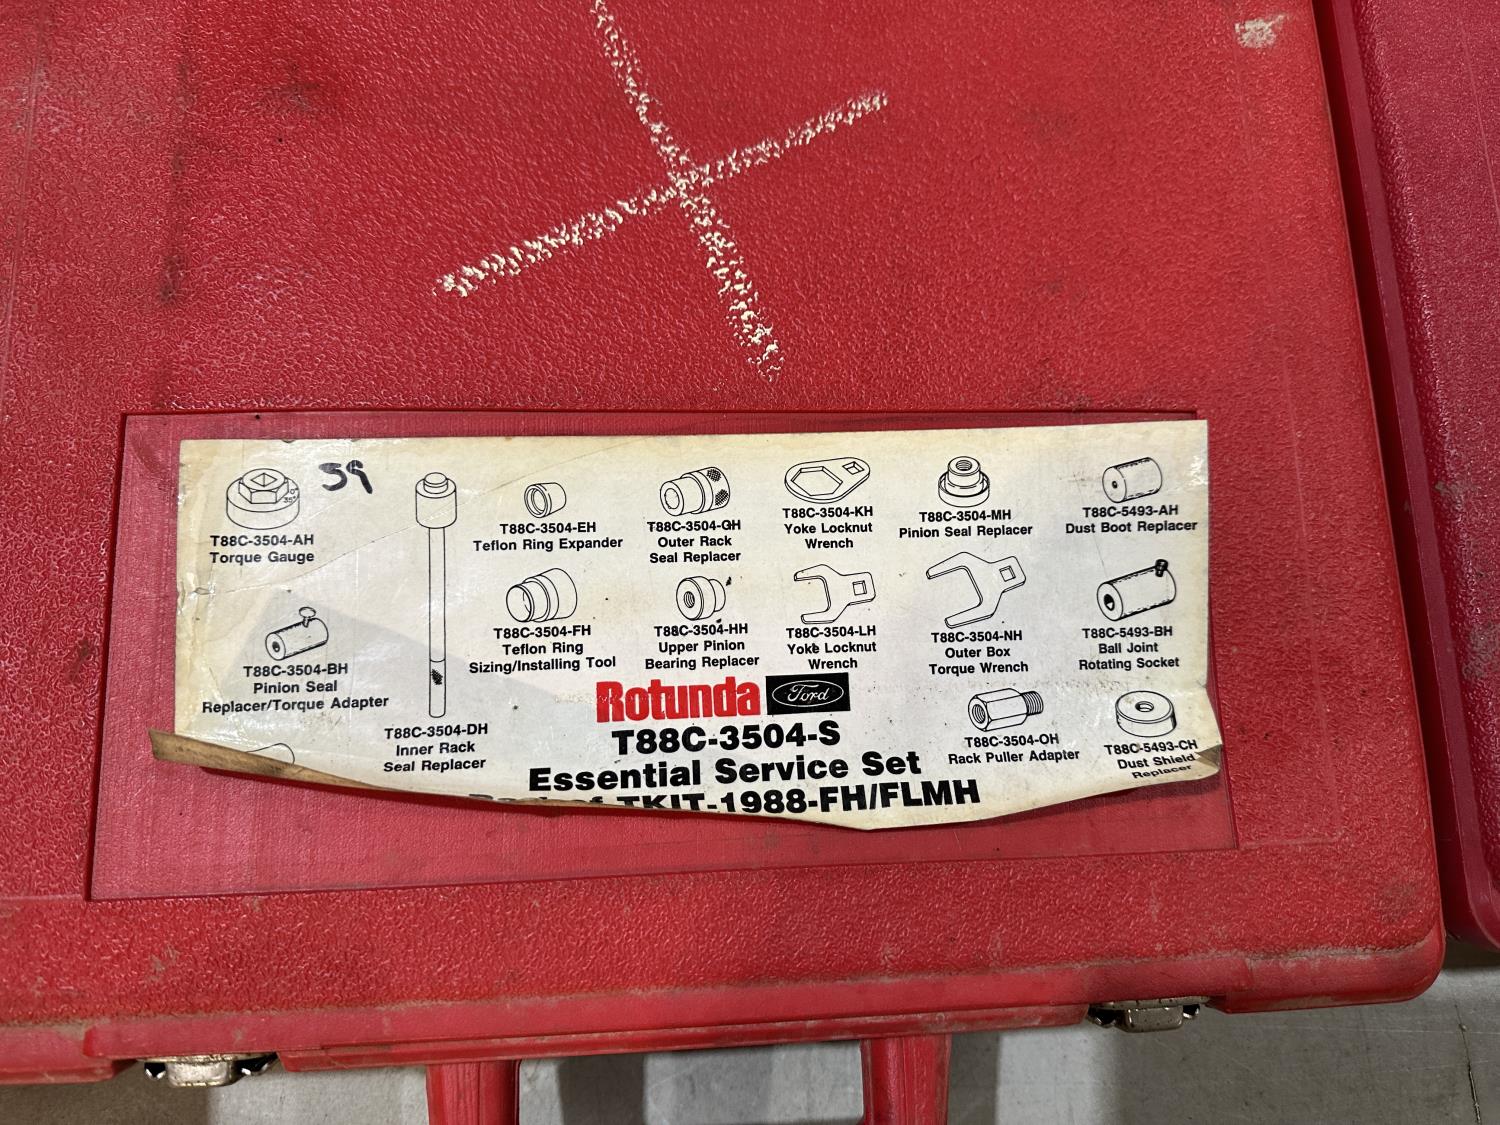 59
0°
35°
T88C-3504-AH
Torque Gauge
T88C-3504-BH
Pinion Seal
Replacer/Torque Adapter
T88C-3504-DH
Inner Rack
Seal Replacer
T88C-3504-EH
Teflon Ring Expander
T88C-3504-FH
Teflon Ring
Sizing/Installing Tool
T88C-3504-GH
Outer Rack
Seal Replacer
T88C-3504-HH
Upper Pinion
Bearing Replacer
T88C-3504-KH
Yoke Locknut
Wrench
T88C-3504-LH
Yoke Locknut
Wrench
T88C-3504-MH
Pinion Seal Replacer
T88C-3504-NH
Outer Box
Torque Wrench
T88C-3504-OH
Rack Puller Adapter
T88C-5493-AH
Dust Boot Replacer
T88C-5493-BH
Ball Joint
Rotating Socket
T88C-5493-CH
Dust Shield
Replacer
Rotunda Ford
T88C-3504-S
Essential Service Set
Part of TKIT-1988-FH/FLMH